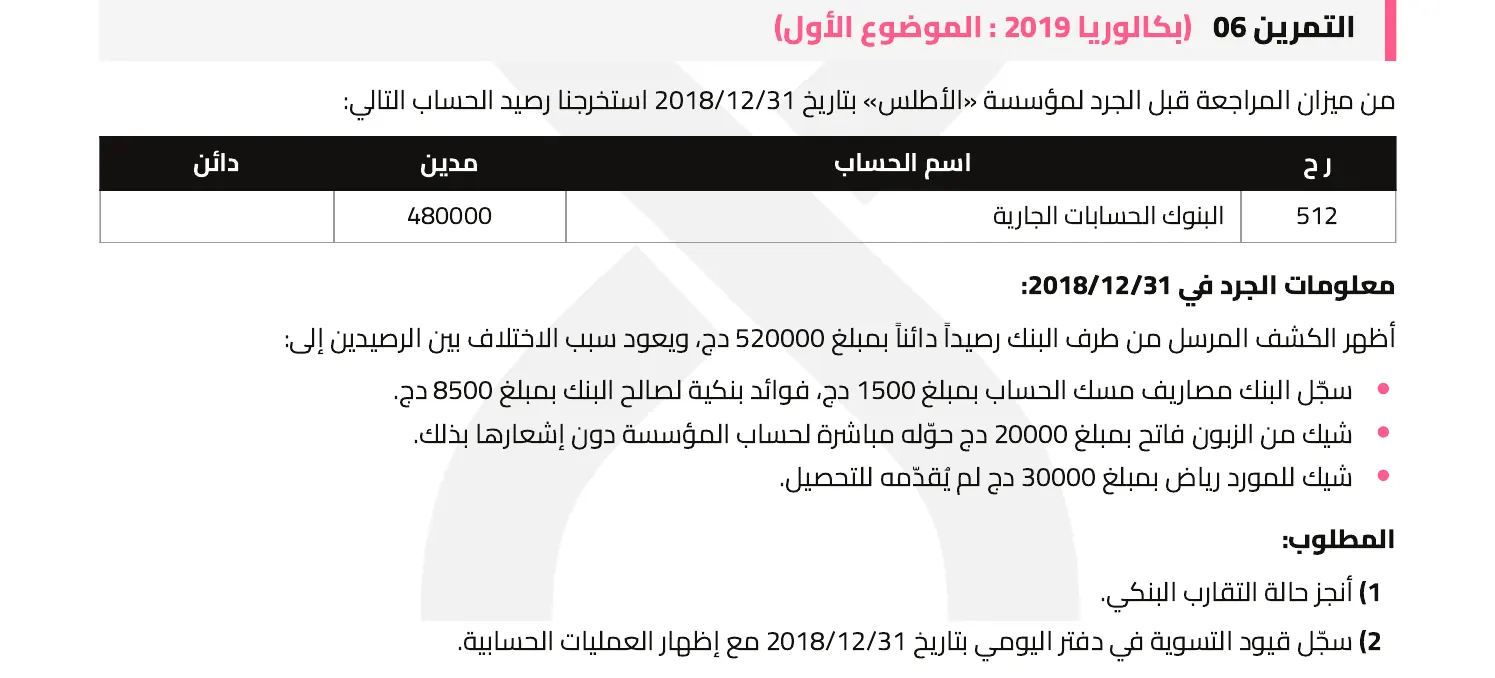 التمرين 06 (بكالوريا 2019 : الموضوع الأول)
من ميزان المراجعة قبل الجرد لمؤسسة «الأطلس» بتاريخ 2018/12/31 استخرجنا رصيد الحساب التالي:
ر ح اسم الحساب مدين دائن
512 البنوك الحسابات الجارية 480000
معلومات الجرد في 2018/12/31:
أظهر الكشف المرسل من طرف البنك رصيداً دائناً بمبلغ 520000 دج، ويعود سبب الاختلاف بين الرصيدين إلى:
• سجّل البنك مصاريف مسك الحساب بمبلغ 1500 دج، فوائد بنكية لصالح البنك بمبلغ 8500 دج.
• شيك من الزبون فاتح بمبلغ 20000 دج حوّله مباشرة لحساب المؤسسة دون إشعارها بذلك.
• شيك للمورد رياض بمبلغ 30000 دج لم يُقدّمه للتحصيل.
المطلوب:
1) أنجز حالة التقارب البنكي.
2) سجّل قيود التسوية في دفتر اليومي بتاريخ 2018/12/31 مع إظهار العمليات الحسابية.